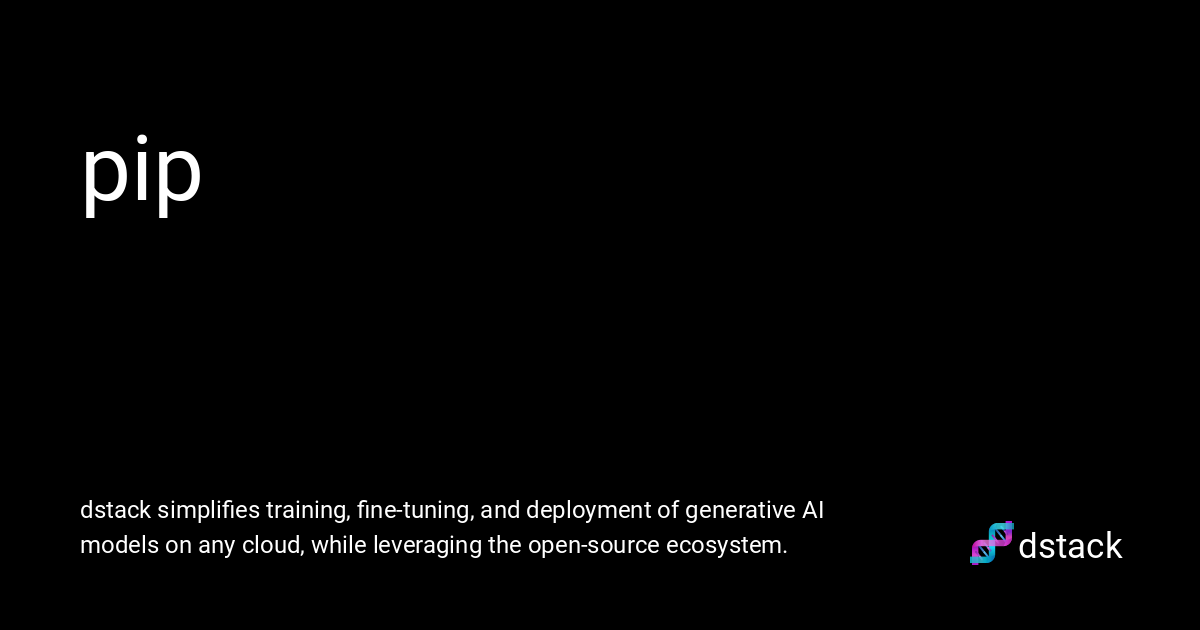 pip
dstack simplifies training, fine-tuning, and deployment of generative AI
models on any cloud, while leveraging the open-source ecosystem.
dstack